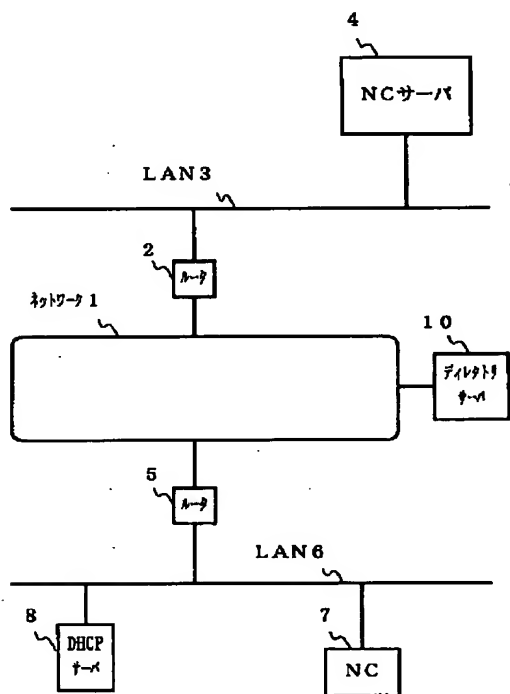 4
NCサーバ
LAN3
2
ルータ
ネットワーク1
10
ディレクトリ
サーバ
5
ルータ
LAN6
8
DHCP
サーバ
7
NC